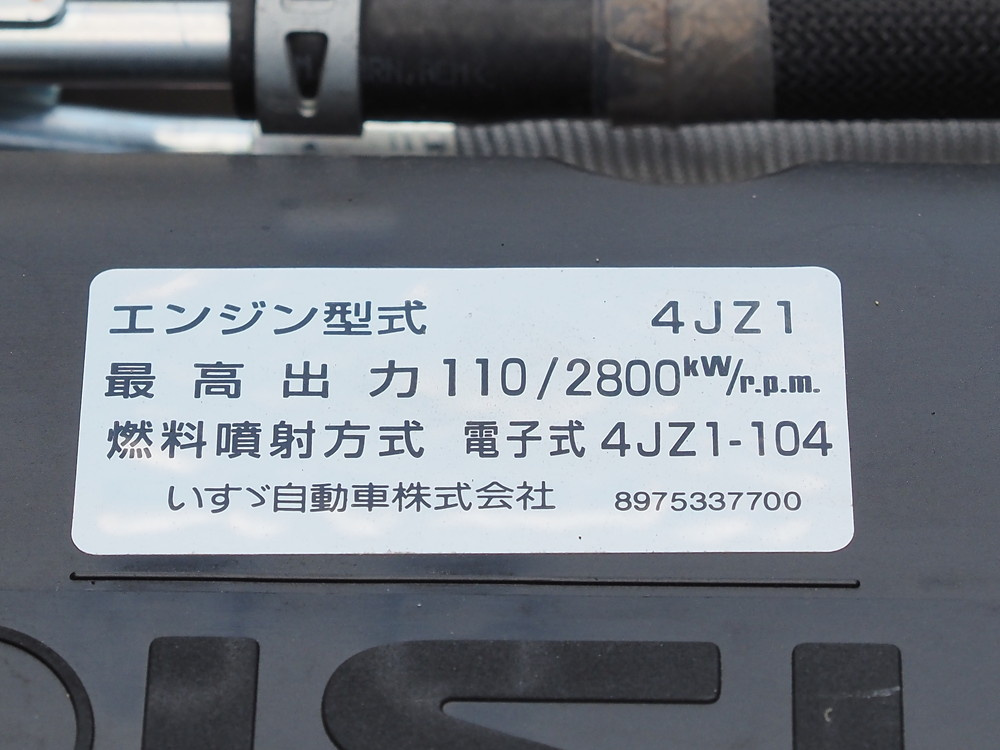 エンジン型式 4JZ1
最高出力 110/2800kW/r.p.m.
燃料噴射方式 電子式 4JZ1-104
いすゞ自動車株式会社 8975337700